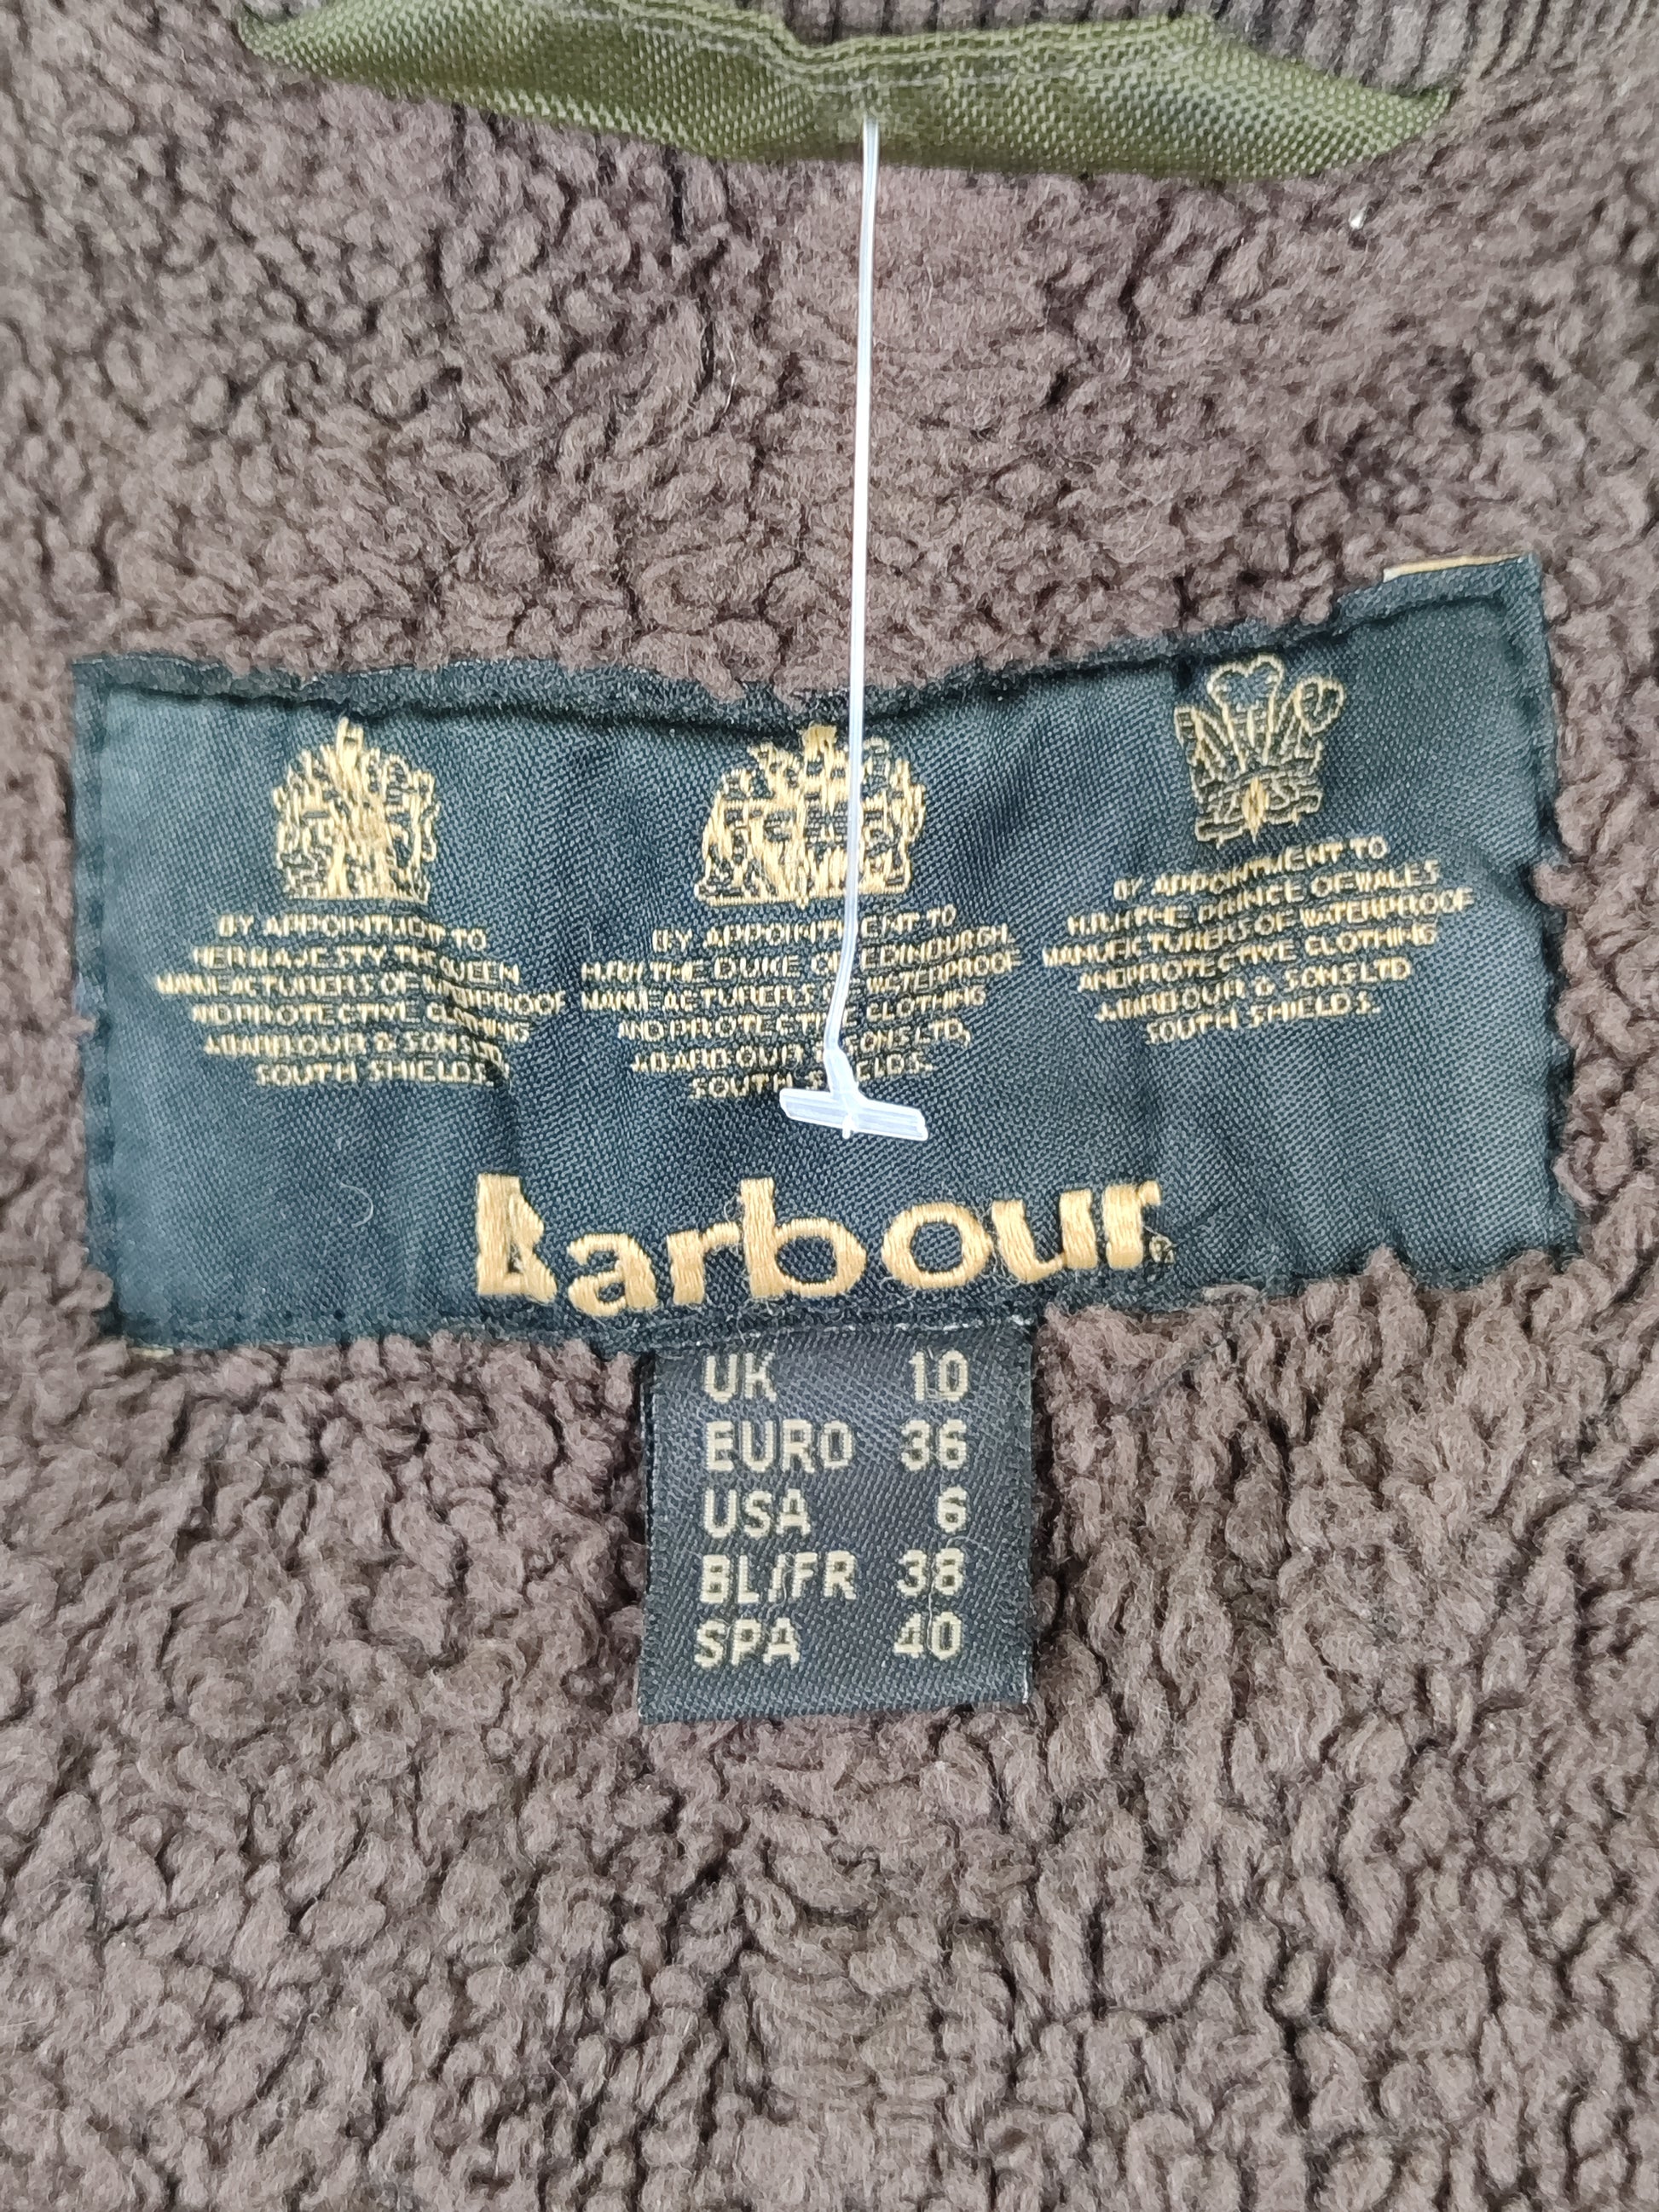 BY APPOINTMENT TO
HER MAJESTY THE QUEEN
MANUFACTURERS OF WATERPROOF
AND PROTECTIVE CLOTHING
J.BARBOUR & SONS LTD
SOUTH SHIELDS.
BY APPOINTMENT TO
H.R.H THE DUKE OF EDINBURGH
MANUFACTURERS OF WATERPROOF
AND PROTECTIVE CLOTHING
J.BARBOUR & SONS LTD,
SOUTH SHIELDS.
BY APPOINTMENT TO
H.R.H THE PRINCE OF WALES
MANUFACTURERS OF WATERPROOF
AND PROTECTIVE CLOTHING
J.BARBOUR & SONS LTD
SOUTH SHIELDS.
Barbour®
UK 10
EURO 36
USA 6
BL/FR 38
SPA 40